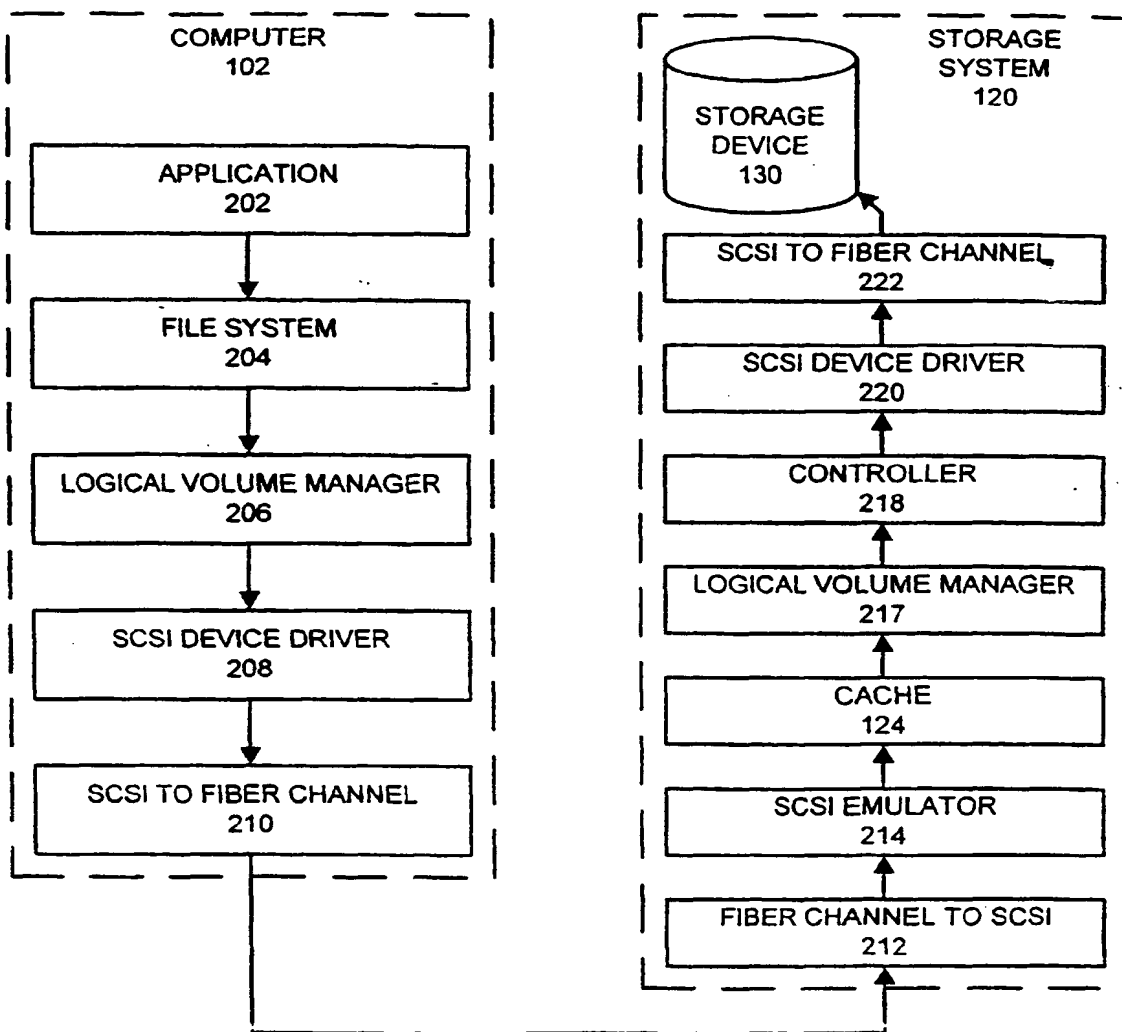 COMPUTER
102
APPLICATION
202
FILE SYSTEM
204
LOGICAL VOLUME MANAGER
206
SCSI DEVICE DRIVER
208
SCSI TO FIBER CHANNEL
210
STORAGE
SYSTEM
120
STORAGE
DEVICE
130
SCSI TO FIBER CHANNEL
222
SCSI DEVICE DRIVER
220
CONTROLLER
218
LOGICAL VOLUME MANAGER
217
CACHE
124
SCSI EMULATOR
214
FIBER CHANNEL TO SCSI
212